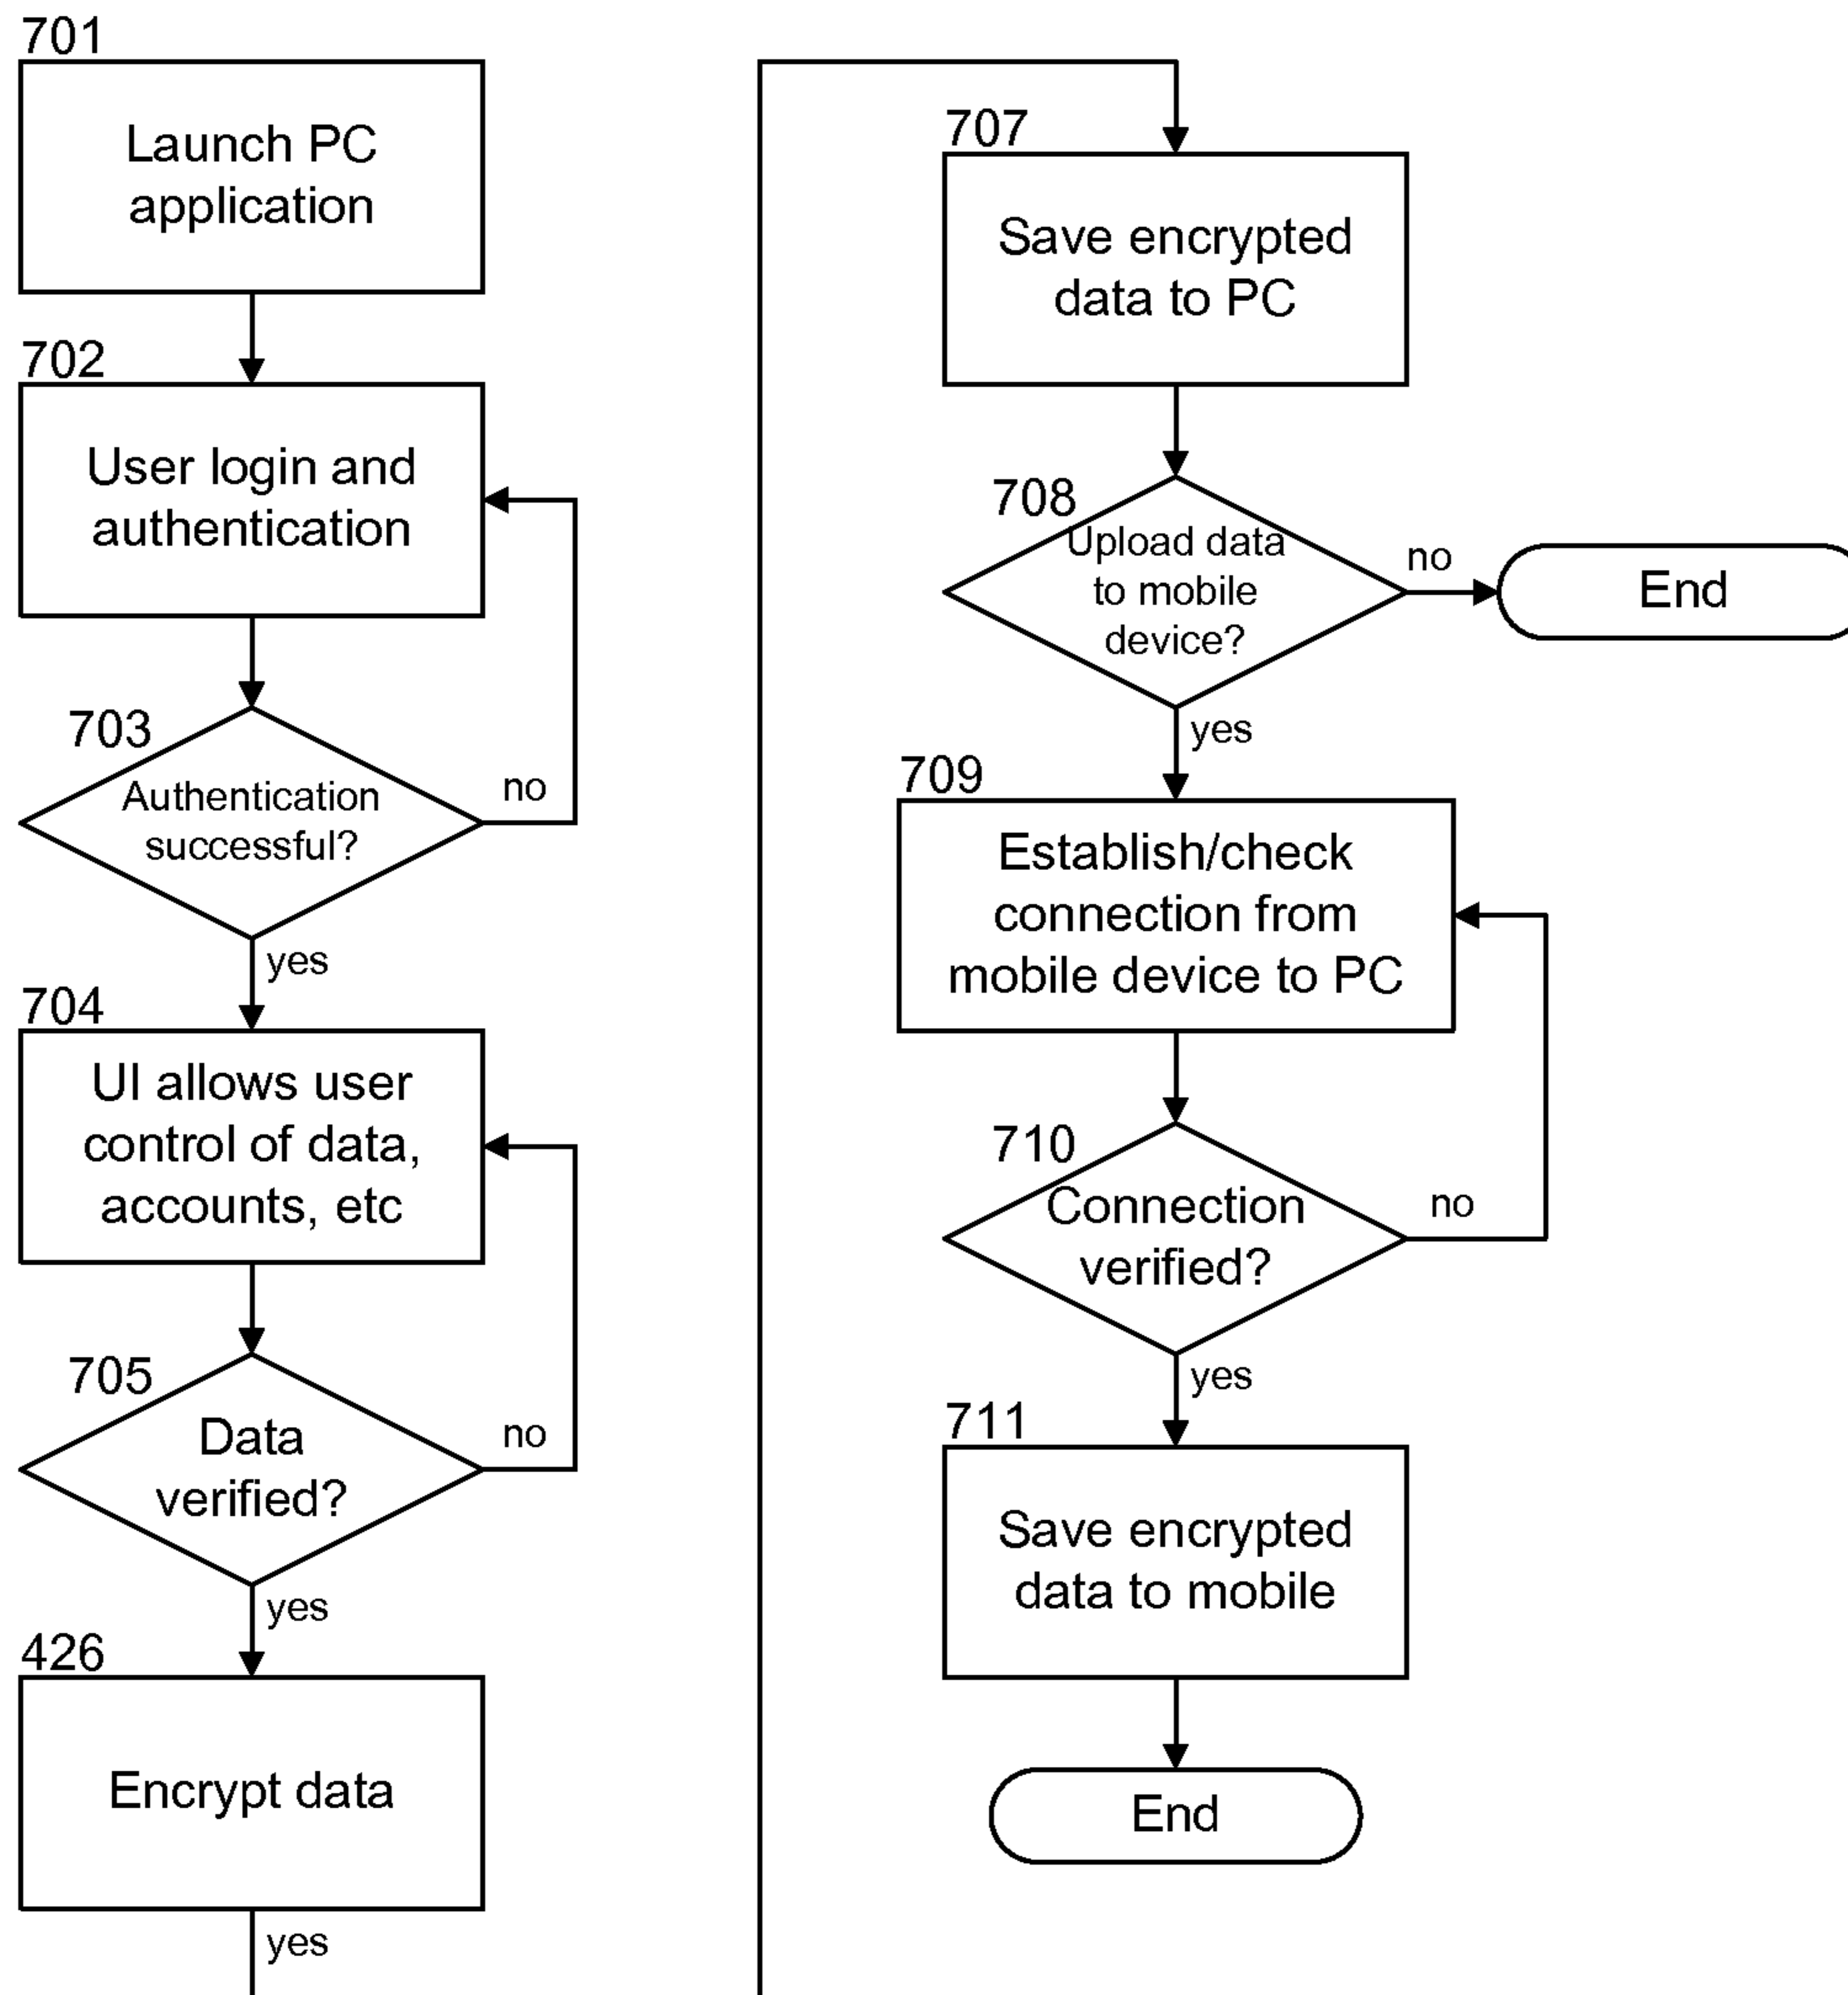 701
Launch PC
application
702
User login and
authentication
703
Authentication
successful?
no
yes
704
UI allows user
control of data,
accounts, etc
705
Data
verified?
no
yes
426
Encrypt data
yes
707
Save encrypted
data to PC
708
Upload data
to mobile
device?
no
End
yes
709
Establish/check
connection from
mobile device to PC
710
Connection
verified?
no
yes
711
Save encrypted
data to mobile
End